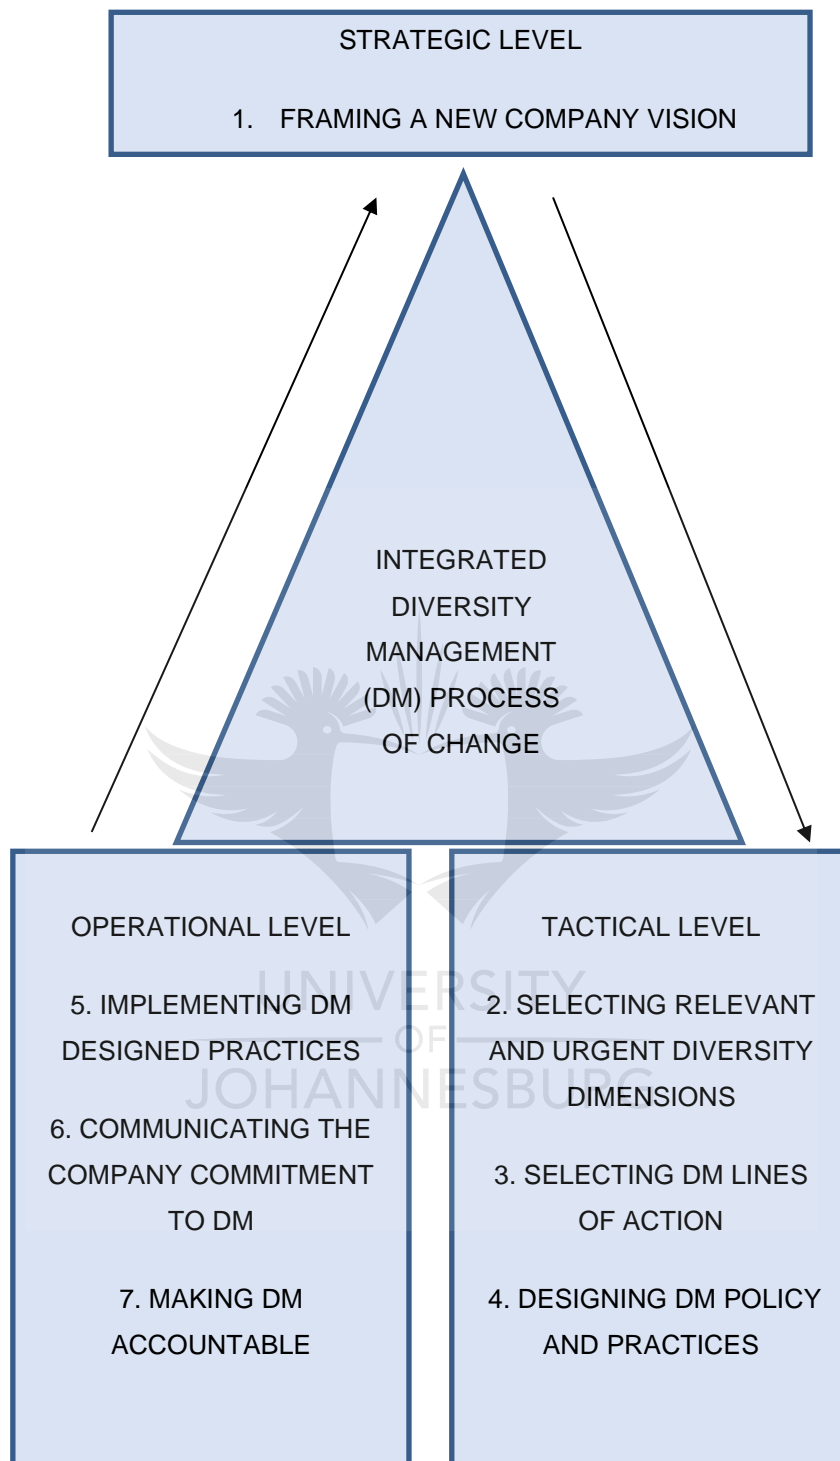 STRATEGIC LEVEL
1. FRAMING A NEW COMPANY VISION
INTEGRATED
DIVERSITY
MANAGEMENT
(DM) PROCESS
OF CHANGE
OPERATIONAL LEVEL
5. IMPLEMENTING DM
DESIGNED PRACTICES
6. COMMUNICATING THE
COMPANY COMMITMENT
TO DM
7. MAKING DM
ACCOUNTABLE
TACTICAL LEVEL
2. SELECTING RELEVANT
AND URGENT DIVERSITY
DIMENSIONS
3. SELECTING DM LINES
OF ACTION
4. DESIGNING DM POLICY
AND PRACTICES
UNIVERSITY
OF
JOHANNESBURG